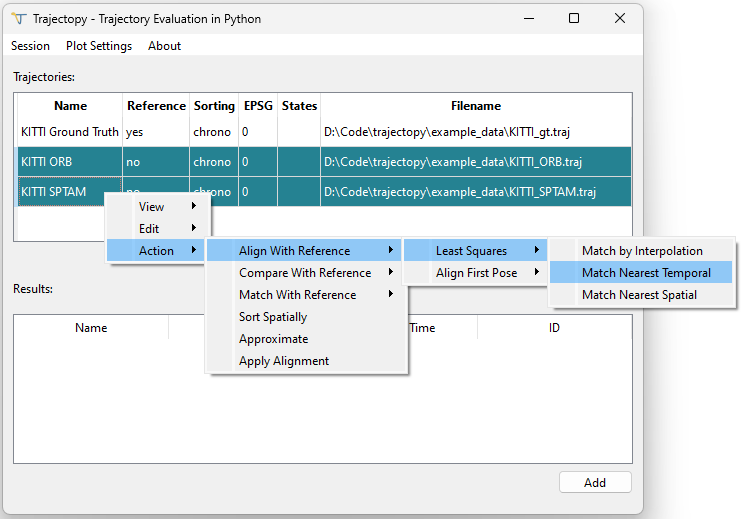 Trajectopy - Trajectory Evaluation in Python
Session Plot Settings About
Trajectories:
Name Reference Sorting EPSG States Filename
KITTI Ground Truth yes chrono 0 D:\Code\trajectopy\example_data\KITTI_gt.traj
KITTI ORB no chrono 0 D:\Code\trajectopy\example_data\KITTI_ORB.traj
KITTI SPTAM no chrono 0 D:\Code\trajectopy\example_data\KITTI_SPTAM.traj
View
Edit
Action Align With Reference Least Squares Match by Interpolation
Compare With Reference Align First Pose Match Nearest Temporal
Match With Reference Match Nearest Spatial
Sort Spatially
Approximate
Apply Alignment
Results:
Name Time ID
Add